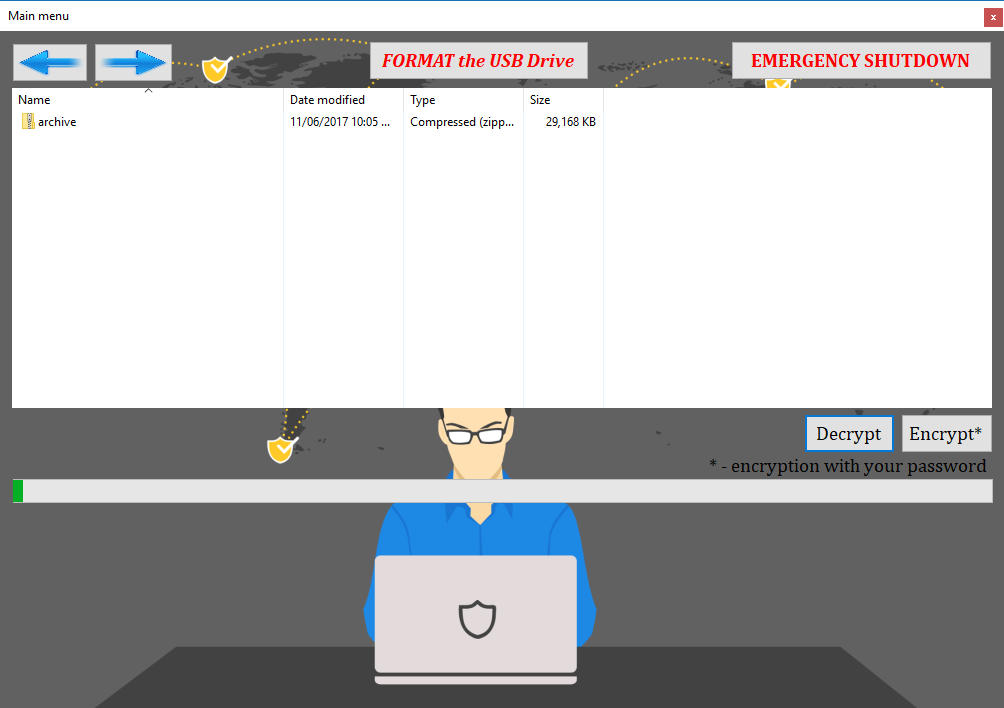 Main menu
x
FORMAT the USB Drive
EMERGENCY SHUTDOWN
Name Date modified Type Size
archive 11/06/2017 10:05 ... Compressed (zipp... 29,168 KB
Decrypt Encrypt*
* - encryption with your password